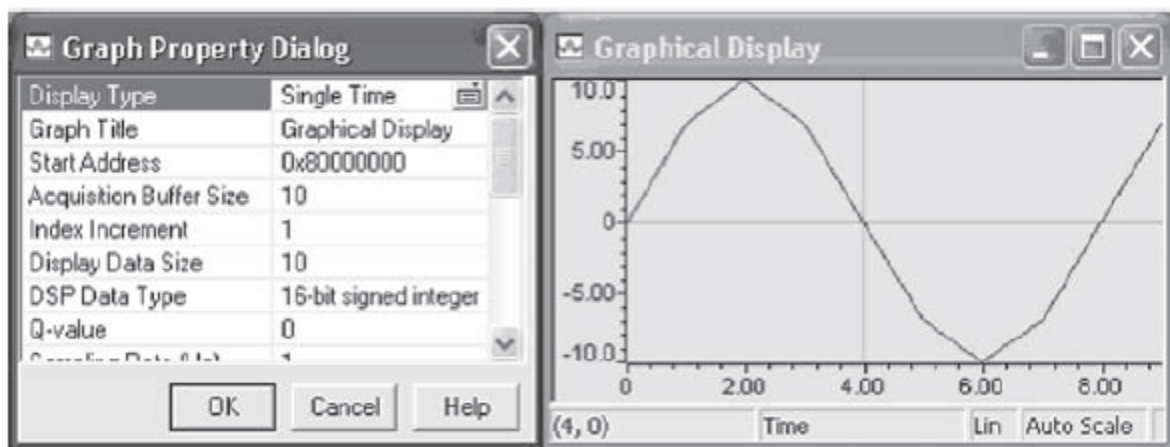 Graph Property Dialog
Display Type Single Time
Graph Title Graphical Display
Start Address 0x80000000
Acquisition Buffer Size 10
Index Increment 1
Display Data Size 10
DSP Data Type 16-bit signed integer
Q-value 0
OK Cancel Help
Graphical Display
10.0
5.00
0
-5.00
-10.0
0 2.00 4.00 6.00 8.00
(4, 0) Time Lin Auto Scale